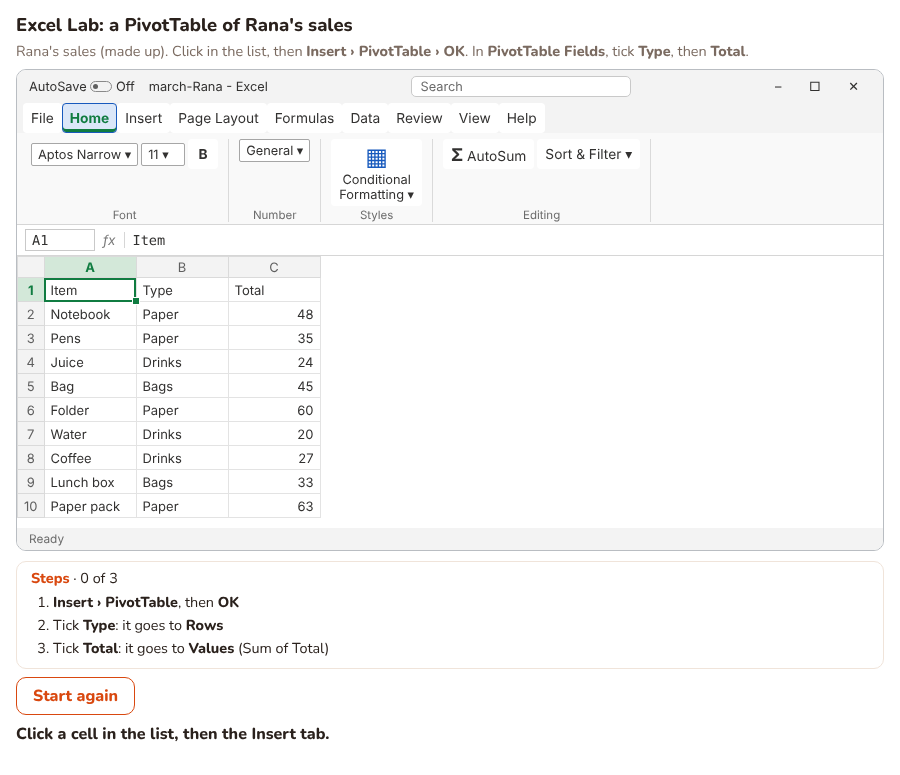 Excel Lab: a PivotTable of Rana's sales
Rana's sales (made up). Click in the list, then Insert › PivotTable › OK. In PivotTable Fields, tick Type, then Total.
AutoSave Off march-Rana - Excel Search
File Home Insert Page Layout Formulas Data Review View Help
Aptos Narrow ▾ 11 ▾ B General ▾ Conditional Formatting ▾ Σ AutoSum Sort & Filter ▾
Font Number Styles Editing
A1 fx Item
A B C
1 Item Type Total
2 Notebook Paper 48
3 Pens Paper 35
4 Juice Drinks 24
5 Bag Bags 45
6 Folder Paper 60
7 Water Drinks 20
8 Coffee Drinks 27
9 Lunch box Bags 33
10 Paper pack Paper 63
Ready
Steps · 0 of 3
1. Insert › PivotTable, then OK
2. Tick Type: it goes to Rows
3. Tick Total: it goes to Values (Sum of Total)
Start again
Click a cell in the list, then the Insert tab.